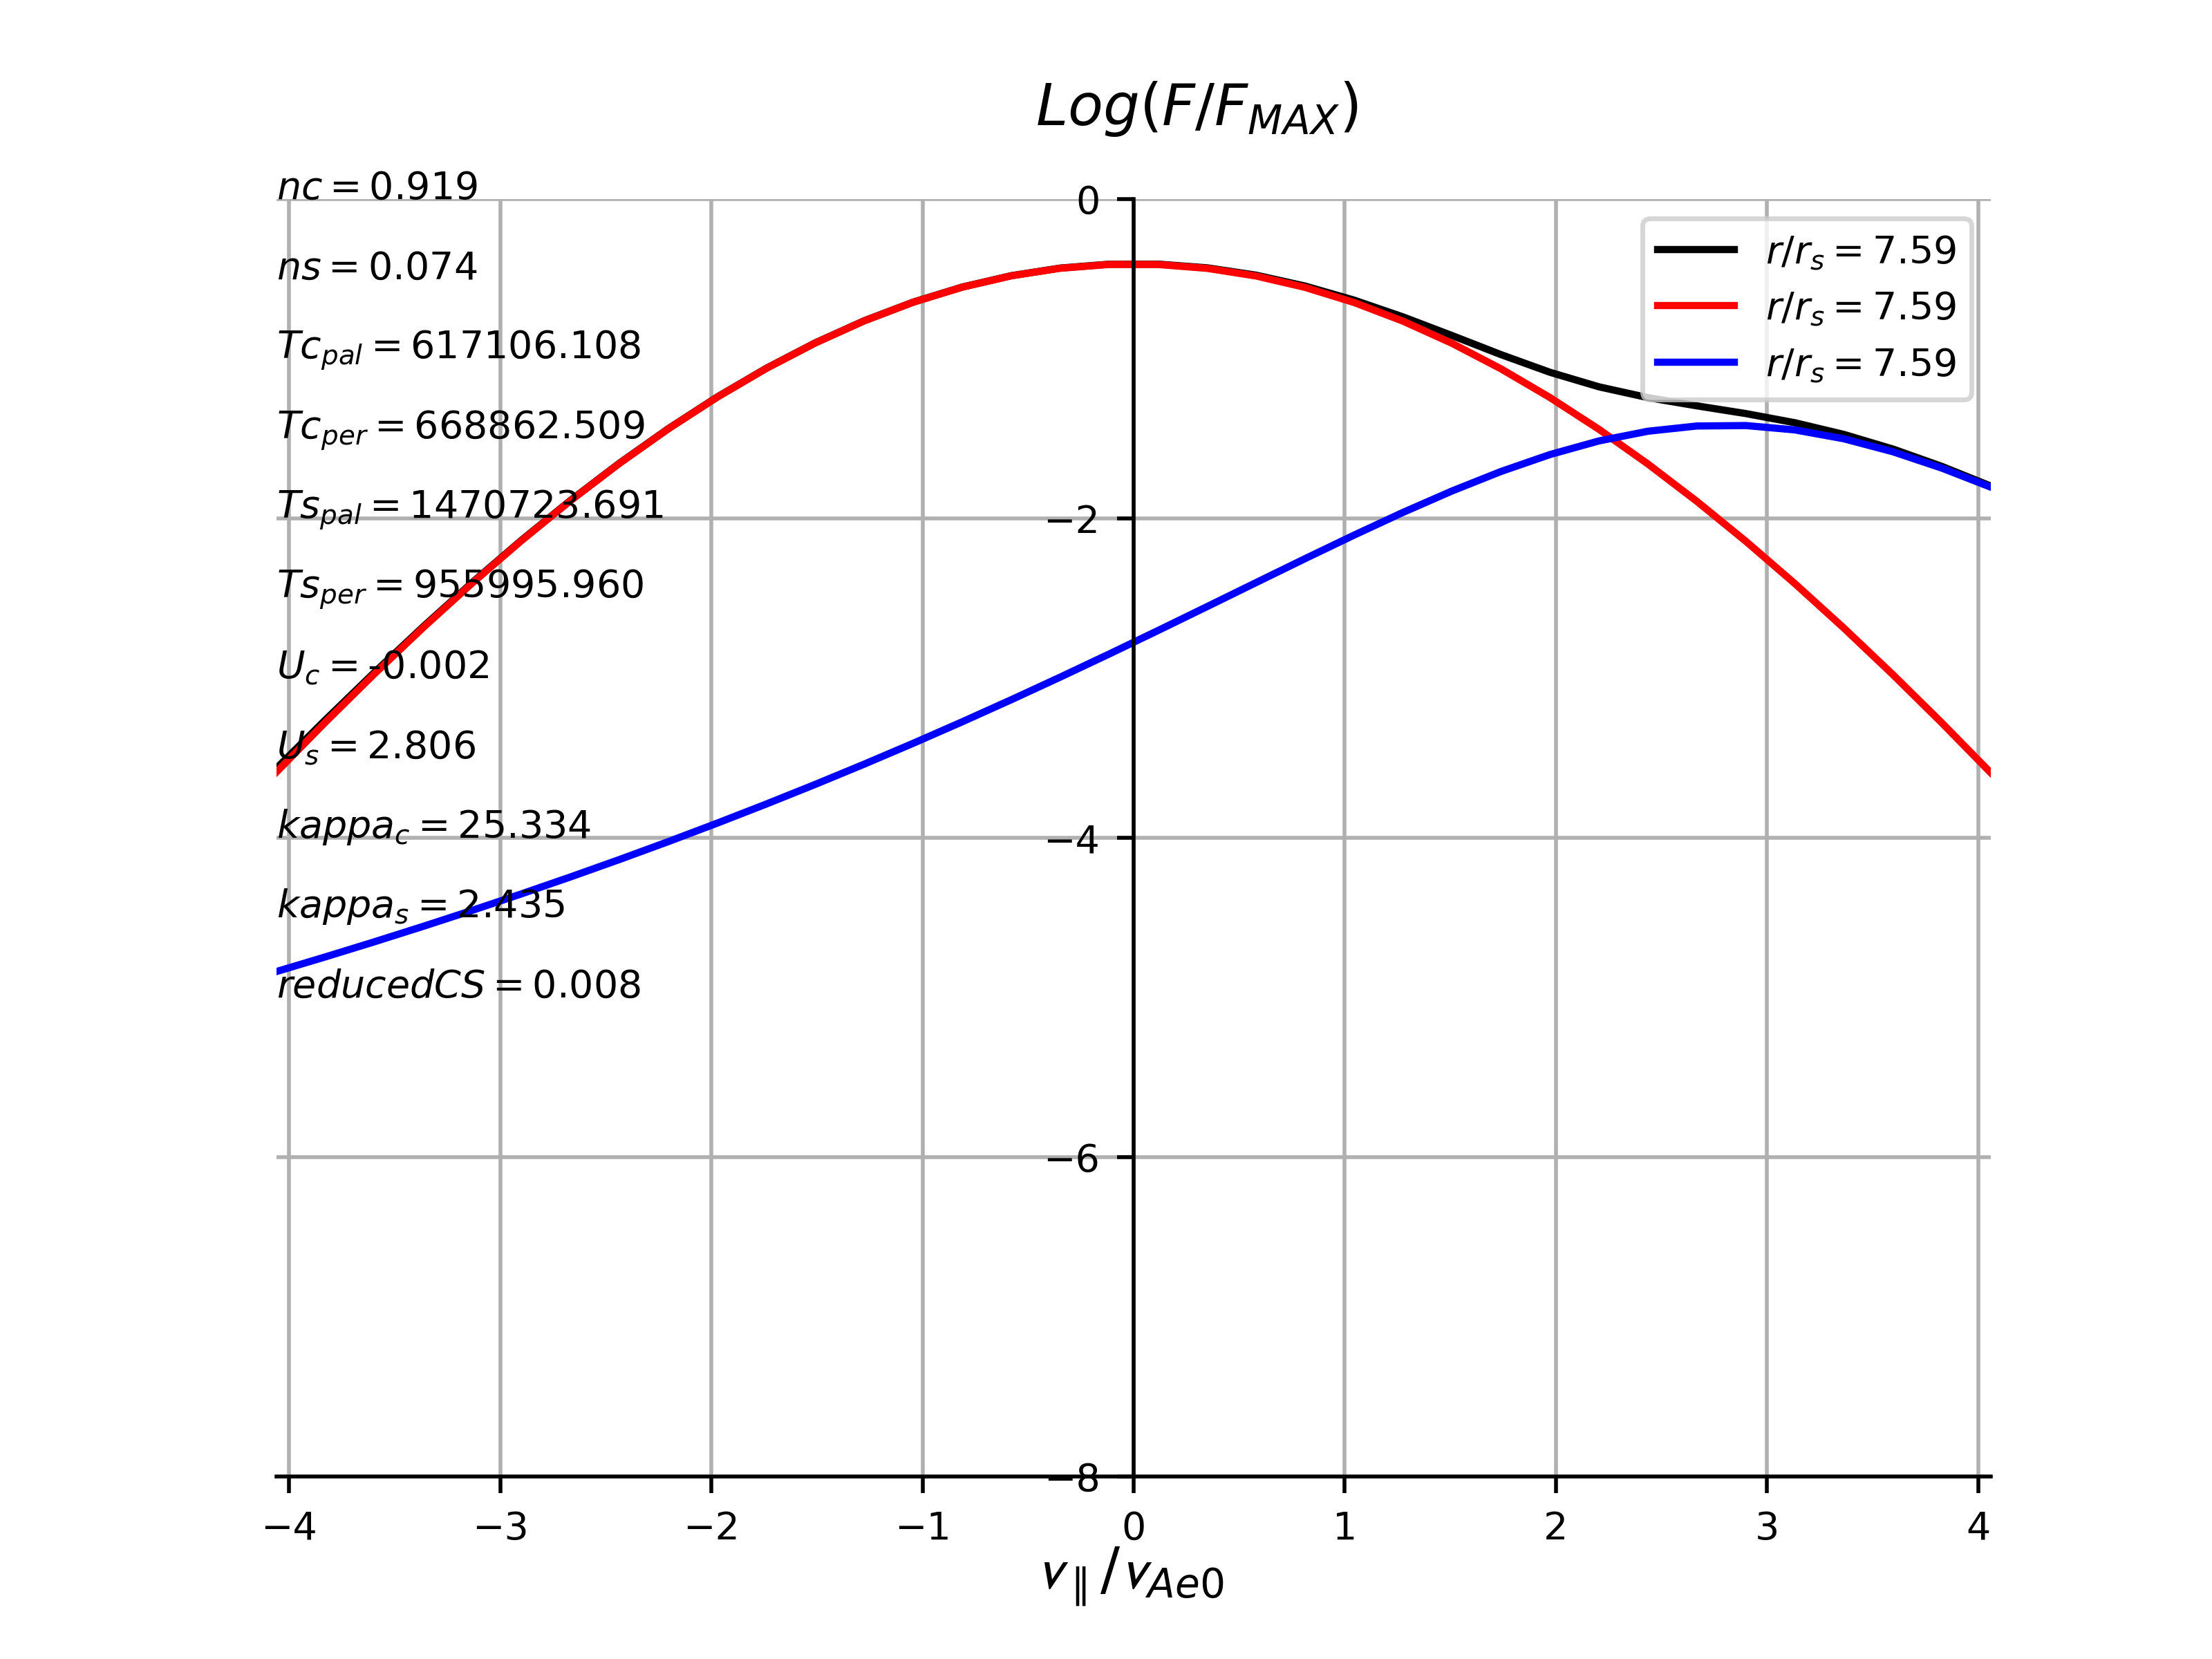 Log(F/F_MAX)
nc = 0.919
ns = 0.074
Tc_pal = 617106.108
Tc_per = 668862.509
Ts_pal = 1470723.691
Ts_per = 955995.960
U_c = -0.002
U_s = 2.806
kappa_c = 25.334
kappa_s = 2.435
reducedCS = 0.008
r/r_s = 7.59
r/r_s = 7.59
r/r_s = 7.59
0
−2
−4
−6
−8
−4 −3 −2 −1 0 1 2 3 4
v_∥/v_Ae0